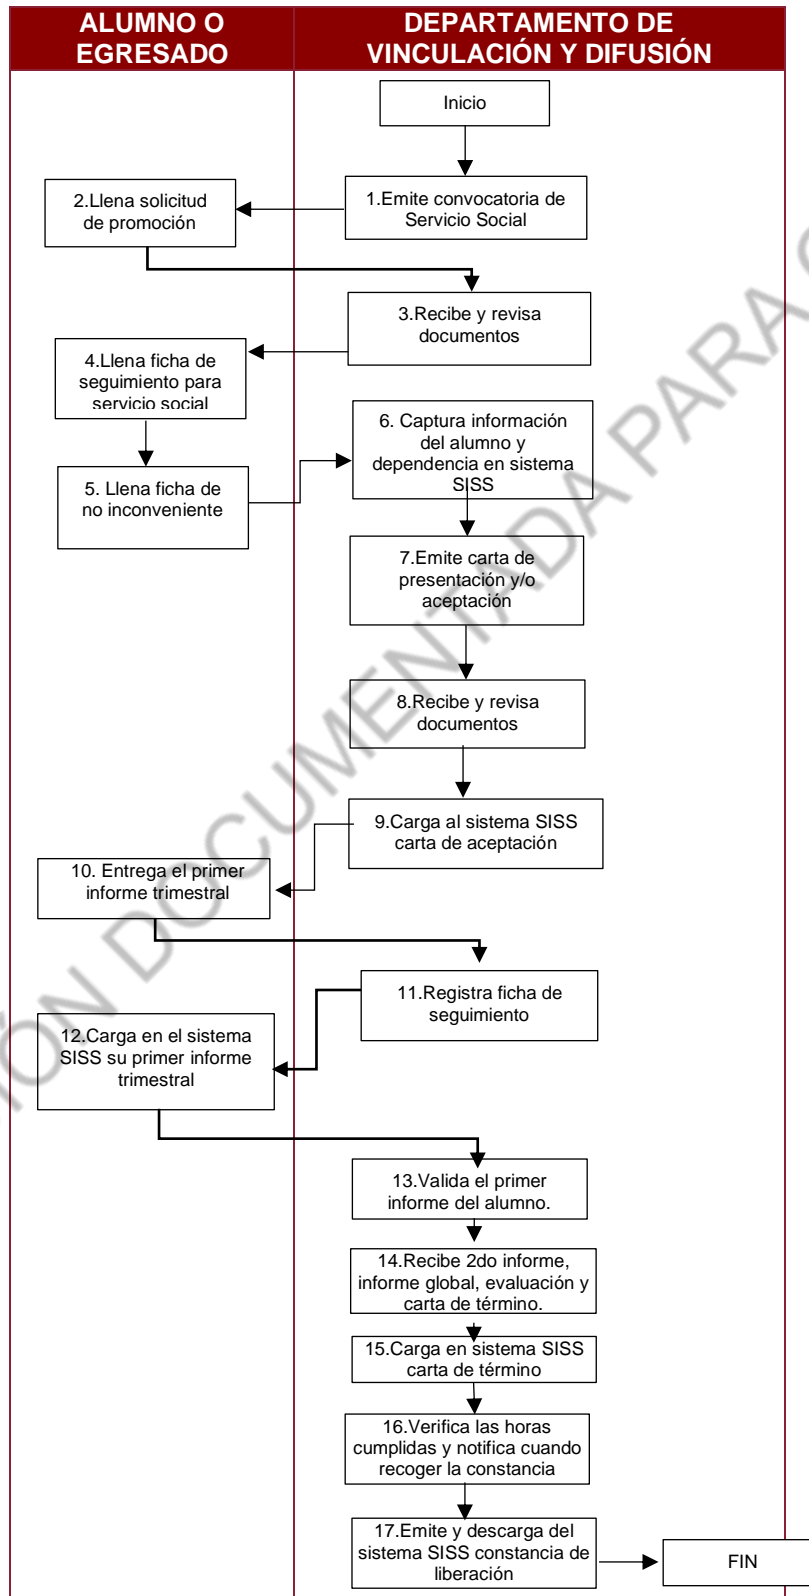 ALUMNO O
EGRESADO
DEPARTAMENTO DE
VINCULACIÓN Y DIFUSIÓN
Inicio
1.Emite convocatoria de
Servicio Social
2.Llena solicitud
de promoción
3.Recibe y revisa
documentos
4.Llena ficha de
seguimiento para
servicio social
5. Llena ficha de
no inconveniente
6. Captura información
del alumno y
dependencia en sistema
SISS
7.Emite carta de
presentación y/o
aceptación
8.Recibe y revisa
documentos
9.Carga al sistema SISS
carta de aceptación
10. Entrega el primer
informe trimestral
11.Registra ficha de
seguimiento
12.Carga en el sistema
SISS su primer informe
trimestral
13.Valida el primer
informe del alumno.
14.Recibe 2do informe,
informe global, evaluación y
carta de término.
15.Carga en sistema SISS
carta de término
16.Verifica las horas
cumplidas y notifica cuando
recoger la constancia
17.Emite y descarga del
sistema SISS constancia de
liberación
FIN
DOCUMENTADA PARA